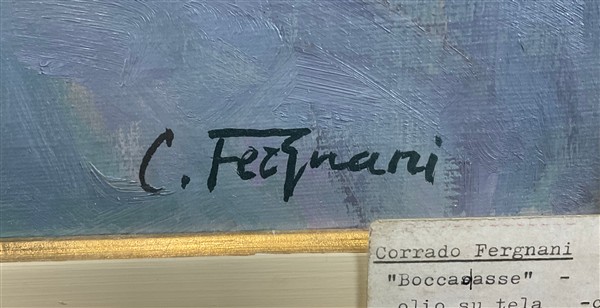 C. Fergnani
Corrado Fergnani
"Boccadasse" -
olio su tela -c